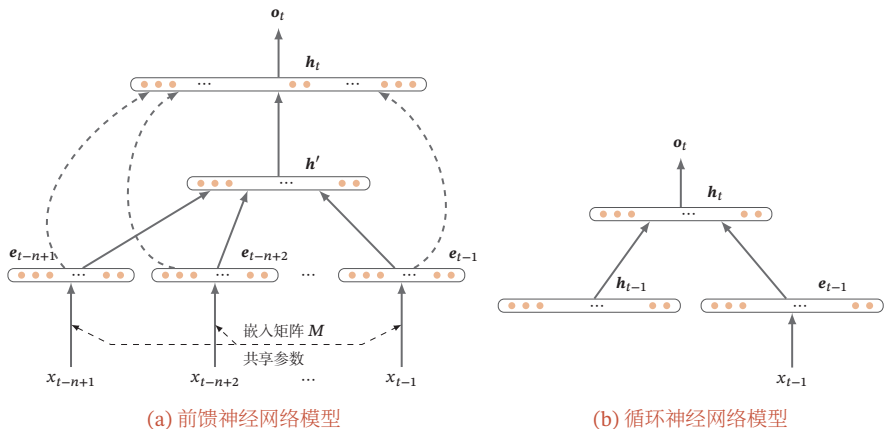 o_t
h_t
...
...
h′
...
e_{t−n+1}
e_{t−n+2}
e_{t−1}
...
...
...
...
嵌入矩阵 M
共享参数
x_{t−n+1}
x_{t−n+2}
...
x_{t−1}
(a) 前馈神经网络模型
o_t
h_t
...
h_{t−1}
e_{t−1}
...
...
x_{t−1}
(b) 循环神经网络模型